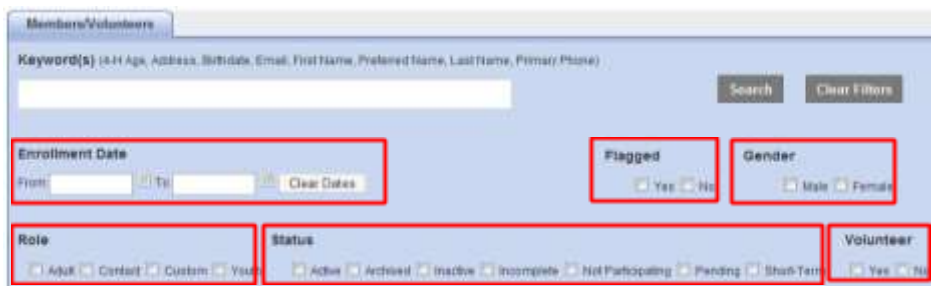 Members/Volunteers
Keyword(s) (4-H Age, Address, Birthdate, Email, First Name, Preferred Name, Last Name, Primary Phone)
Search Clear Filters
Enrollment Date Flagged Gender
From To Clear Dates Yes No Male Female
Role Status Volunteer
Adult Contact Custom Youth Active Archived Inactive Incomplete Not Participating Pending Short-Term Yes No